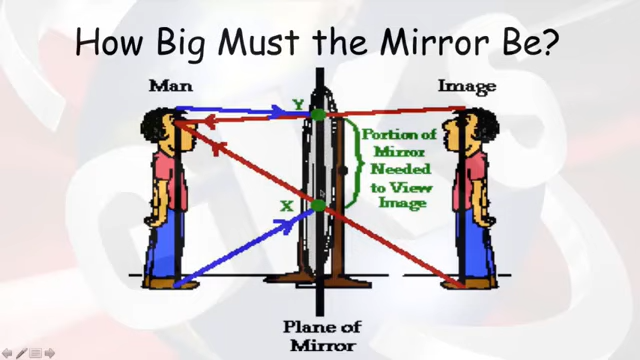 How Big Must the Mirror Be?
Man
Image
Y
Portion of
Mirror
Needed
to View
Image
X
Plane of
Mirror